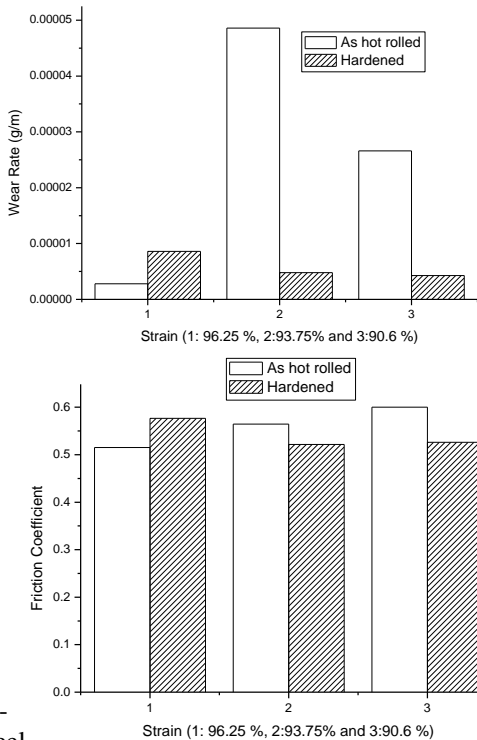 0.00005
0.00004
0.00003
0.00002
0.00001
0.00000
Wear Rate (g/m)
As hot rolled
Hardened
1
2
3
Strain (1: 96.25 %, 2:93.75% and 3:90.6 %)
As hot rolled
Hardened
0.6
0.5
0.4
0.3
0.2
0.1
0.0
Friction Coefficient
1
2
3
Strain (1: 96.25 %, 2:93.75% and 3:90.6 %)
-